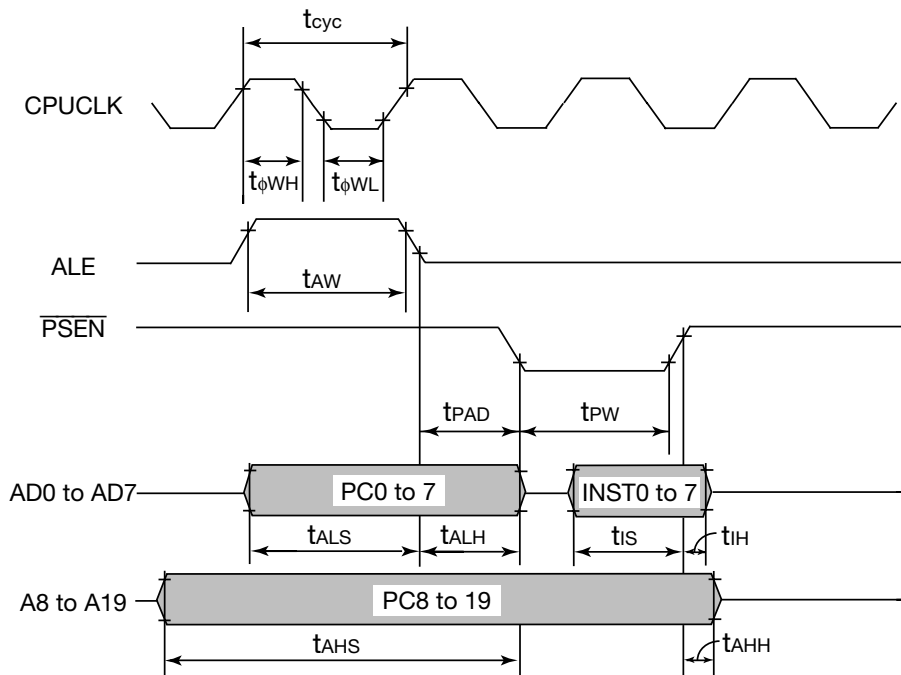 tcyc
CPUCLK
tϕWH
tϕWL
ALE
tAW
PSEN
tPAD
tPW
AD0 to AD7
PC0 to 7
INST0 to 7
tALS
tALH
tIS
tIH
A8 to A19
PC8 to 19
tAHS
tAHH